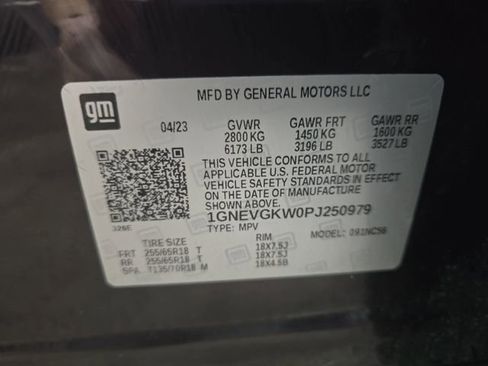 gm
MFD BY GENERAL MOTORS LLC
04/23 GVWR GAWR FRT GAWR RR
2800 KG 1450 KG 1600 KG
6173 LB 3196 LB 3527 LB
THIS VEHICLE CONFORMS TO ALL
APPLICABLE U.S. FEDERAL MOTOR
VEHICLE SAFETY STANDARDS IN EFFECT
ON THE DATE OF MANUFACTURE
SHOWN ABOVE.
1GNEVGKW0PJ250979
TYPE: MPV MODEL: 091NC56
TIRE SIZE RIM
FRT 255/65R18 T 18X7.5J
RR 255/65R18 T 18X7.5J
SPA T135/70R18 M 18X4.5B